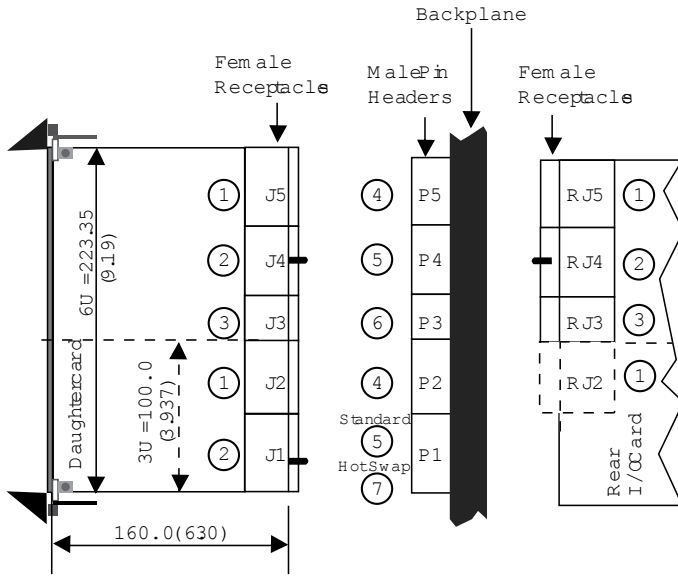 Backplane
Female
Receptacle
Male Pin
Headers
Female
Receptacle
1 J5
4 P5
RJ5 1
2 J4
5 P4
RJ4 2
3 J3
6 P3
RJ3 3
1 J2
4 P2
RJ2 1
2 J1
Standard
5 P1
HotSwap
7
6U =223.35
(9.19)
3U =100.0
(3.937)
Daughtercard
Rear
I/O Card
160.0(630)